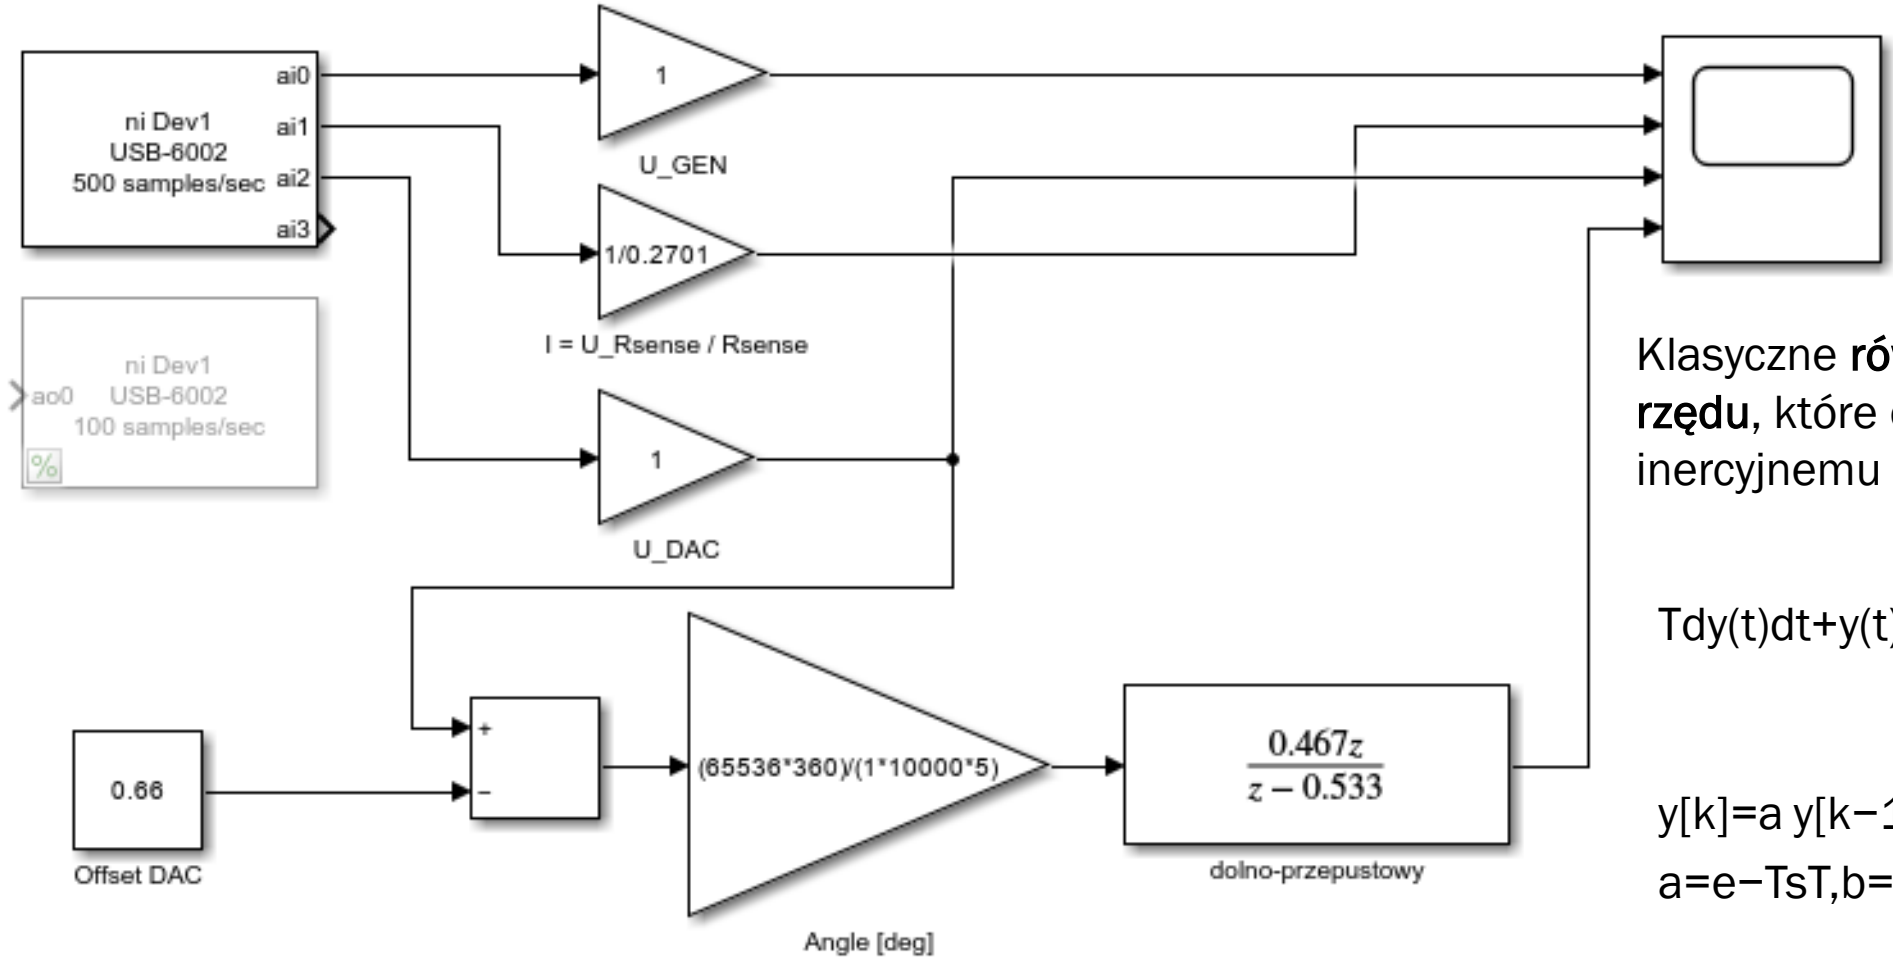 ni Dev1
USB-6002
500 samples/sec
ai0
ai1
ai2
ai3
1
U_GEN
1/0.2701
I = U_Rsense / Rsense
1
U_DAC
ni Dev1
ao0 USB-6002
100 samples/sec
%
0.66
Offset DAC
+
−
(65536*360)/(1*10000*5)
Angle [deg]
0.467z
z − 0.533
dolno-przepustowy
Klasyczne
rzędu, które
inercyjnemu
Tdy(t)dt+y(t)
y[k]=a y[k−1
a=e−TsT,b=